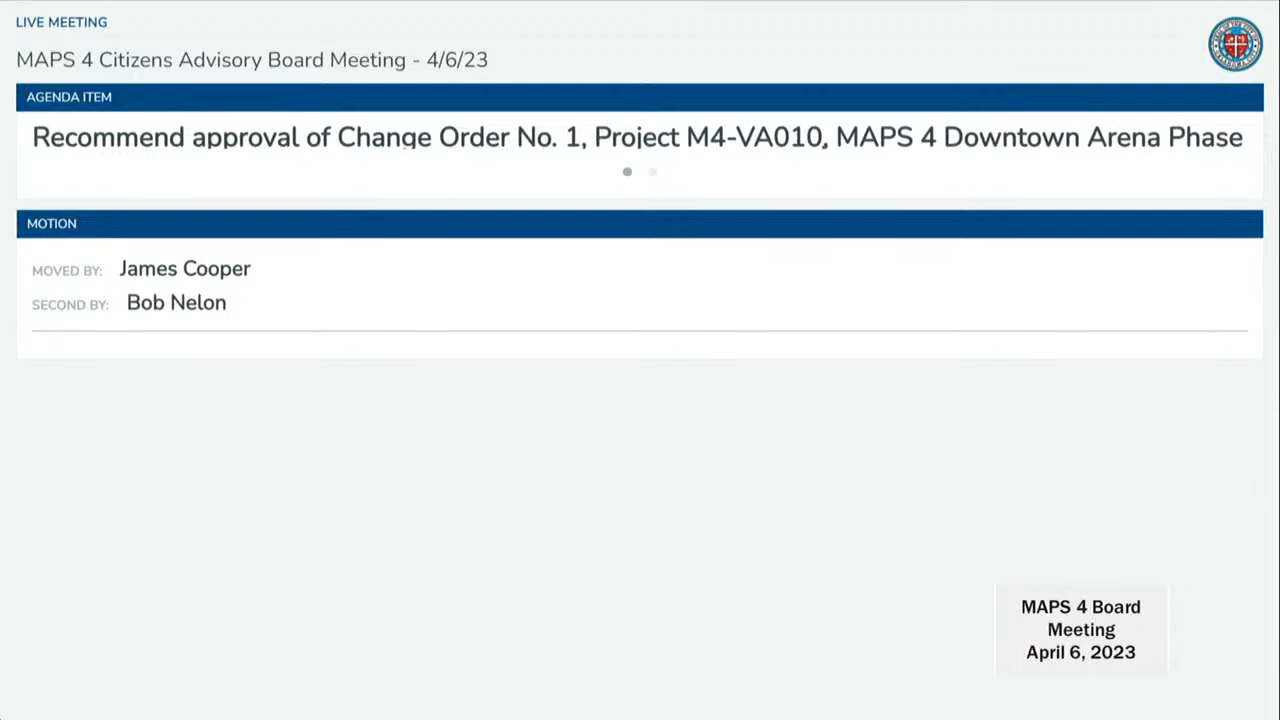 LIVE MEETING
MAPS 4 Citizens Advisory Board Meeting - 4/6/23
AGENDA ITEM
Recommend approval of Change Order No. 1, Project M4-VA010, MAPS 4 Downtown Arena Phase
MOTION
MOVED BY: James Cooper
SECOND BY: Bob Nelon
MAPS 4 Board
Meeting
April 6, 2023